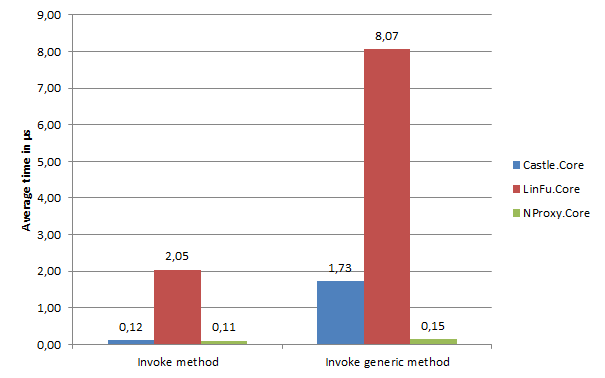 9,00
8,00
7,00
6,00
5,00
4,00
3,00
2,00
1,00
0,00
Average time in µs
0,12
2,05
0,11
1,73
8,07
0,15
Invoke method
Invoke generic method
Castle.Core
LinFu.Core
NProxy.Core